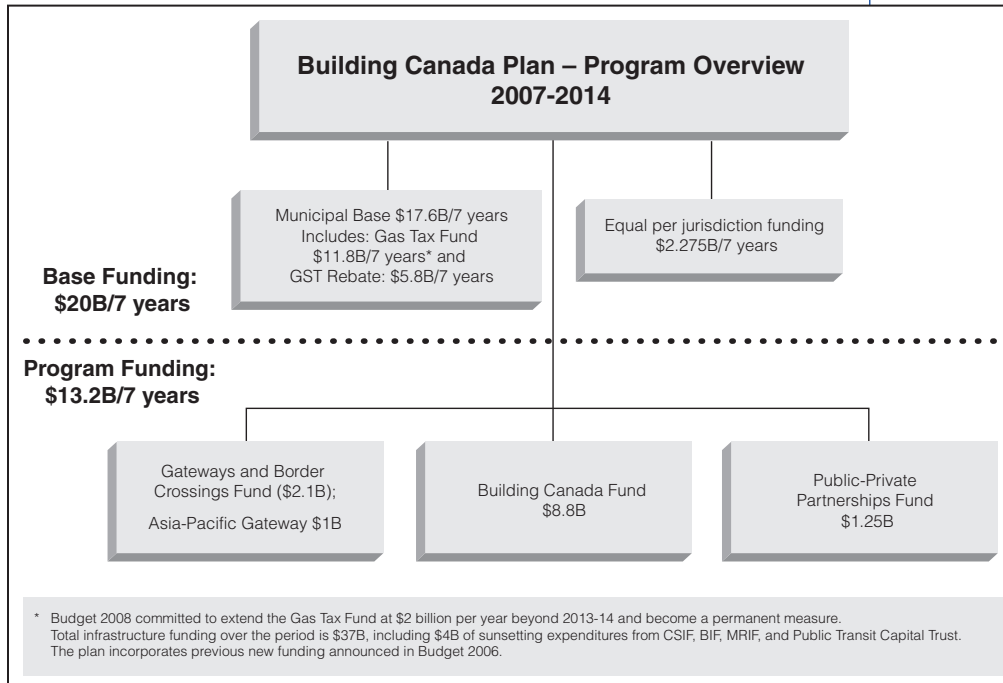 Building Canada Plan – Program Overview
2007-2014
Municipal Base $17.6B/7 years
Includes: Gas Tax Fund
$11.8B/7 years* and
GST Rebate: $5.8B/7 years
Equal per jurisdiction funding
$2.275B/7 years
Base Funding:
$20B/7 years
Program Funding:
$13.2B/7 years
Gateways and Border
Crossings Fund ($2.1B);
Asia-Pacific Gateway $1B
Building Canada Fund
$8.8B
Public-Private
Partnerships Fund
$1.25B
* Budget 2008 committed to extend the Gas Tax Fund at $2 billion per year beyond 2013-14 and become a permanent measure.
Total infrastructure funding over the period is $37B, including $4B of sunsetting expenditures from CSIF, BIF, MRIF, and Public Transit Capital Trust.
The plan incorporates previous new funding announced in Budget 2006.